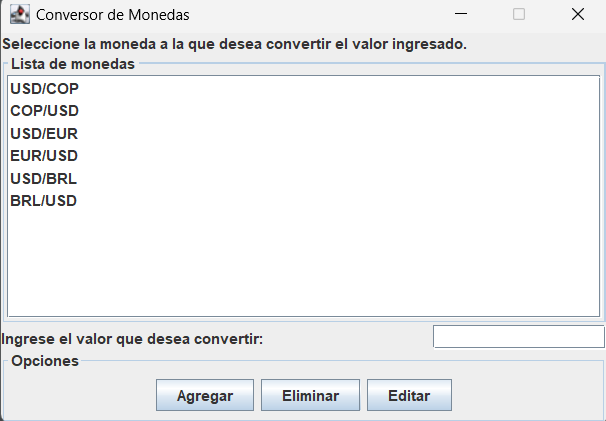 Conversor de Monedas
Seleccione la moneda a la que desea convertir el valor ingresado.
Lista de monedas
USD/COP
COP/USD
USD/EUR
EUR/USD
USD/BRL
BRL/USD
Ingrese el valor que desea convertir:
Opciones
Agregar Eliminar Editar